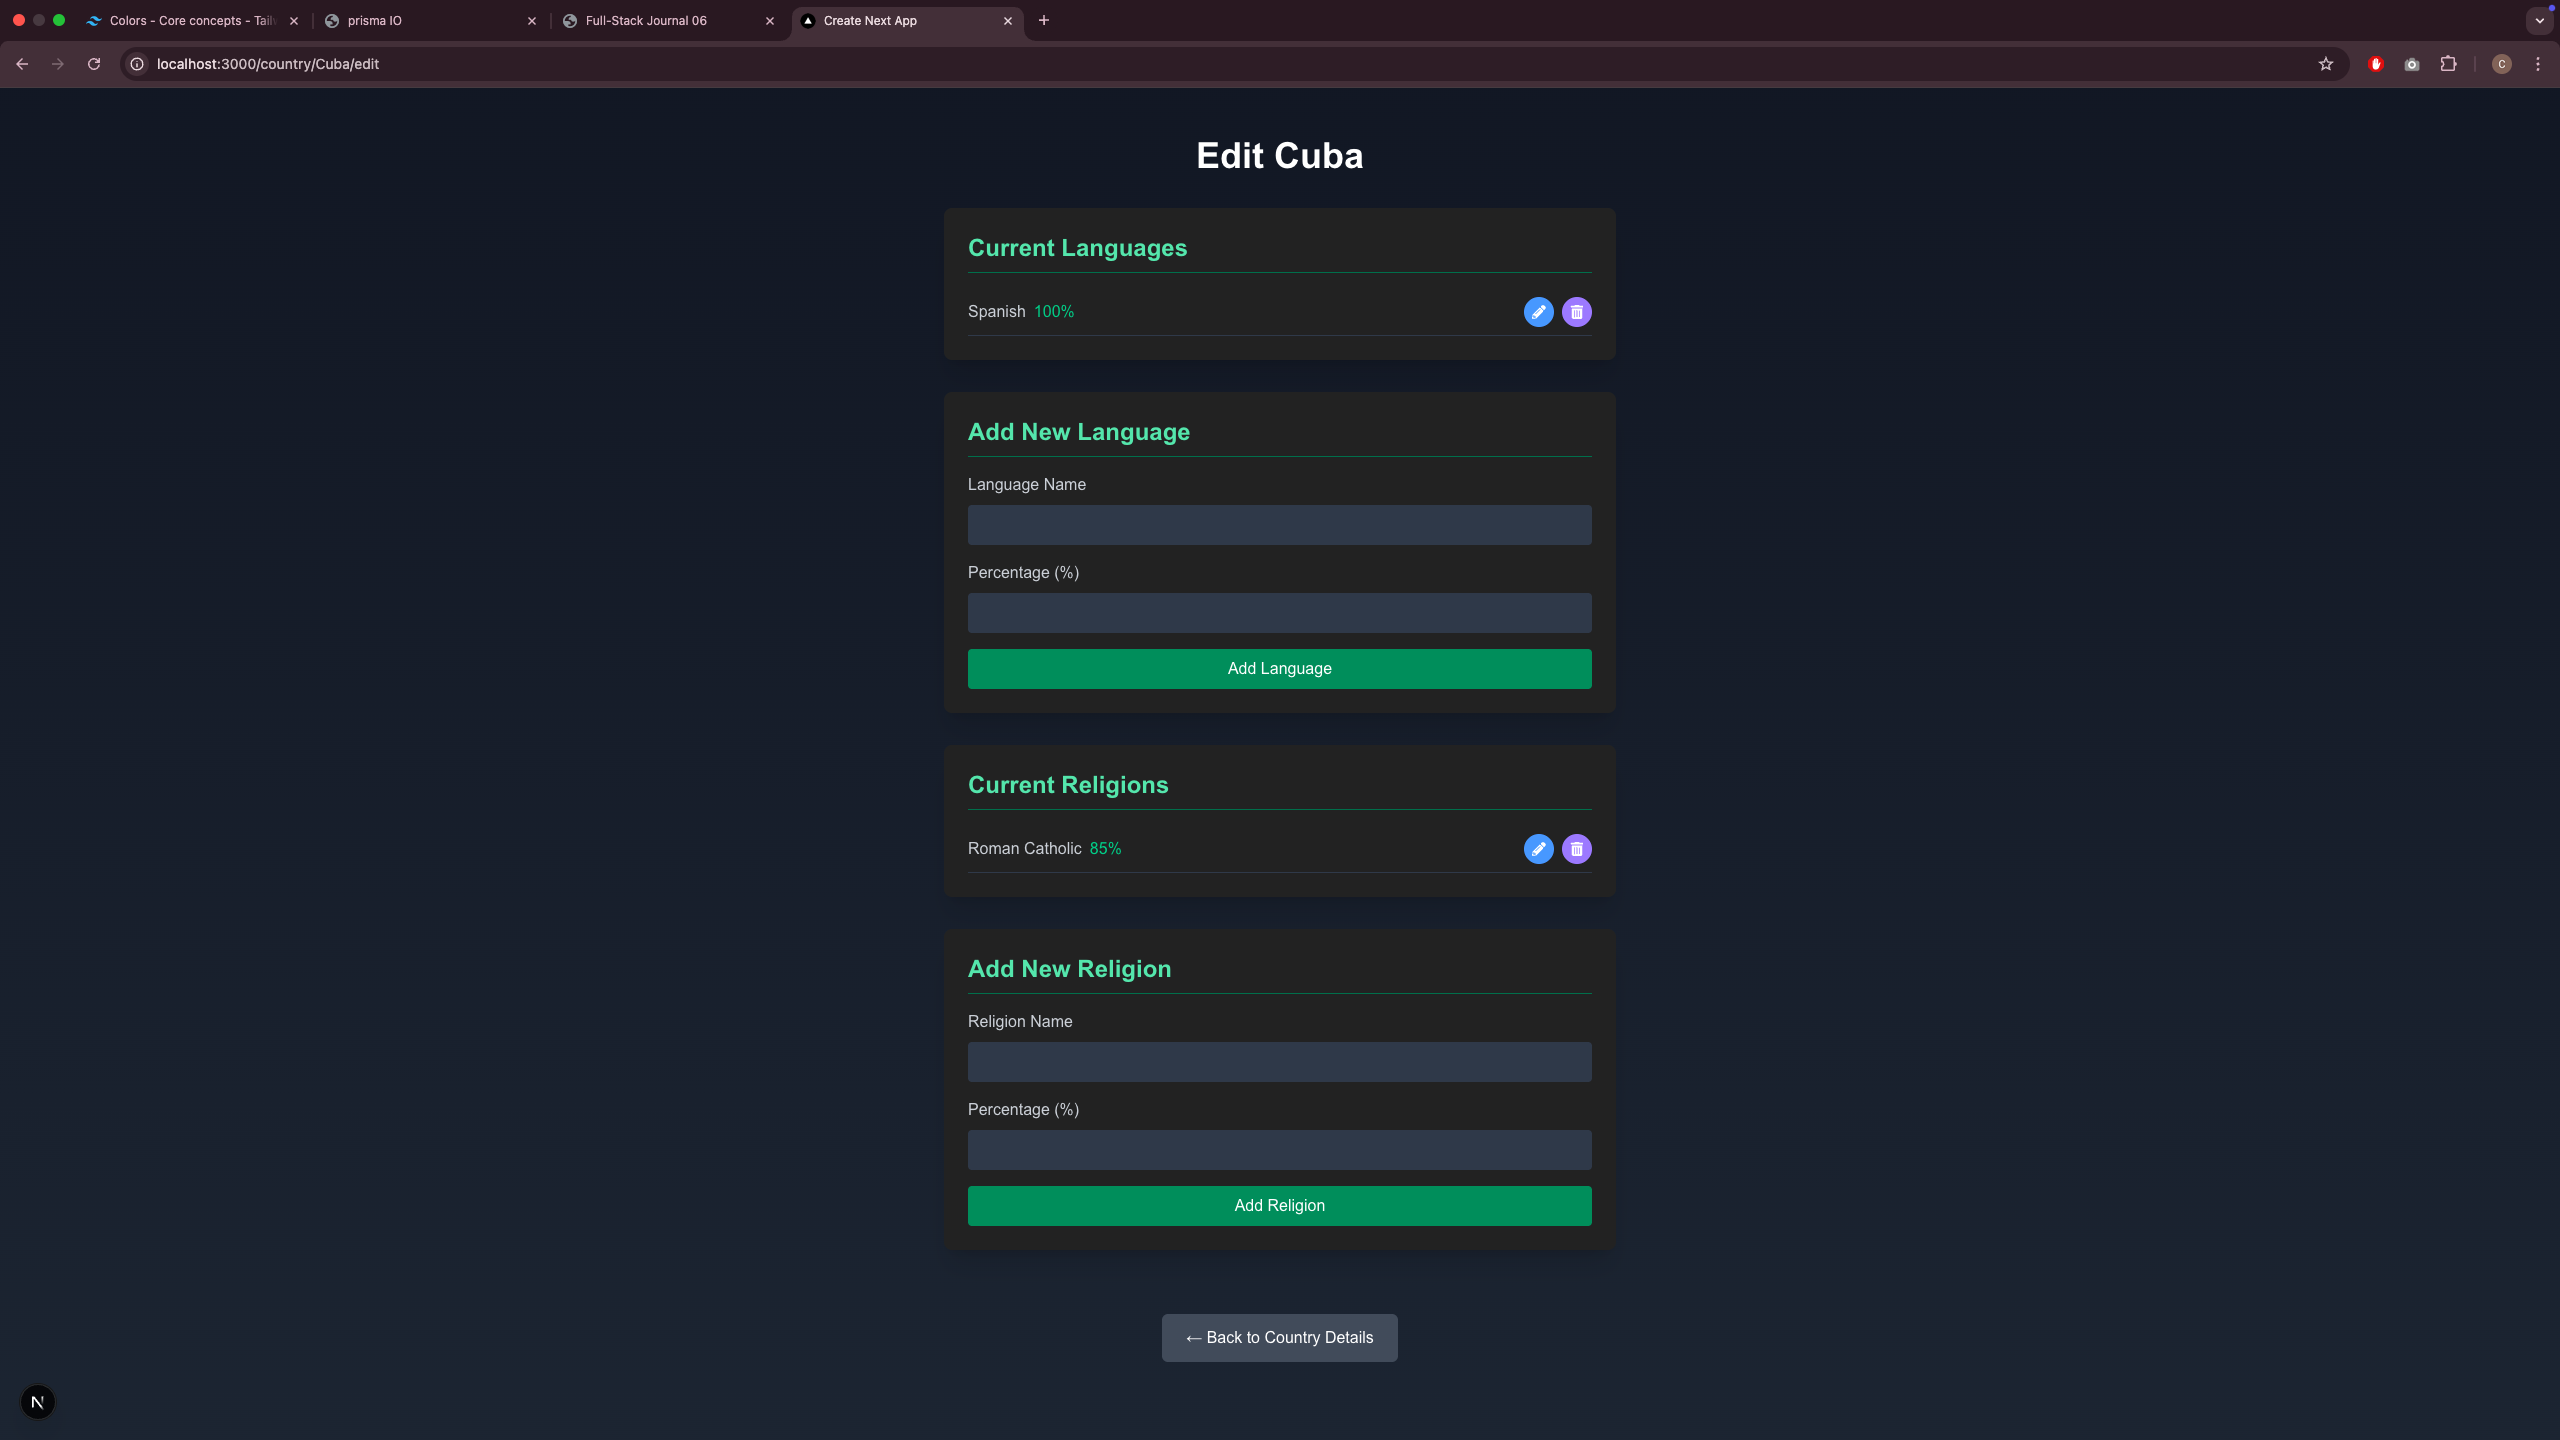 Colors - Core concepts - Tail
prisma IO
Full-Stack Journal 06
Create Next App
localhost:3000/country/Cuba/edit
C
Edit Cuba
Current Languages
Spanish 100%
Add New Language
Language Name
Percentage (%)
Add Language
Current Religions
Roman Catholic 85%
Add New Religion
Religion Name
Percentage (%)
Add Religion
← Back to Country Details
N